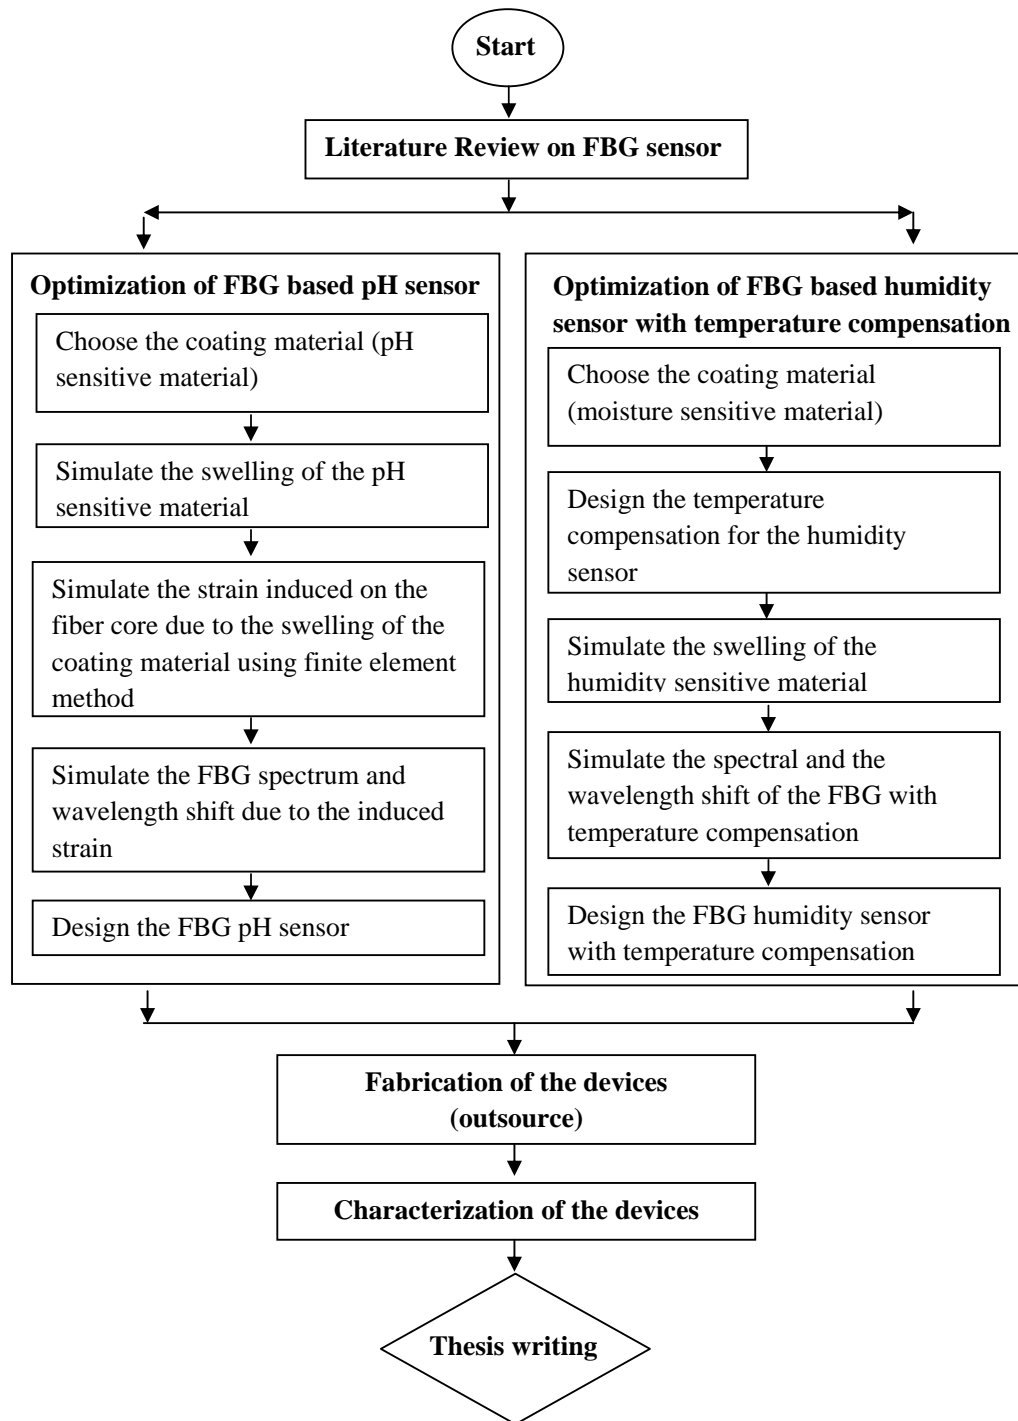 Start
Literature Review on FBG sensor
Optimization of FBG based pH sensor
Choose the coating material (pH
sensitive material)
Simulate the swelling of the pH
sensitive material
Simulate the strain induced on the
fiber core due to the swelling of the
coating material using finite element
method
Simulate the FBG spectrum and
wavelength shift due to the induced
strain
Design the FBG pH sensor
Optimization of FBG based humidity
sensor with temperature compensation
Choose the coating material
(moisture sensitive material)
Design the temperature
compensation for the humidity
sensor
Simulate the swelling of the
humidity sensitive material
Simulate the spectral and the
wavelength shift of the FBG with
temperature compensation
Design the FBG humidity sensor
with temperature compensation
Fabrication of the devices
(outsource)
Characterization of the devices
Thesis writing